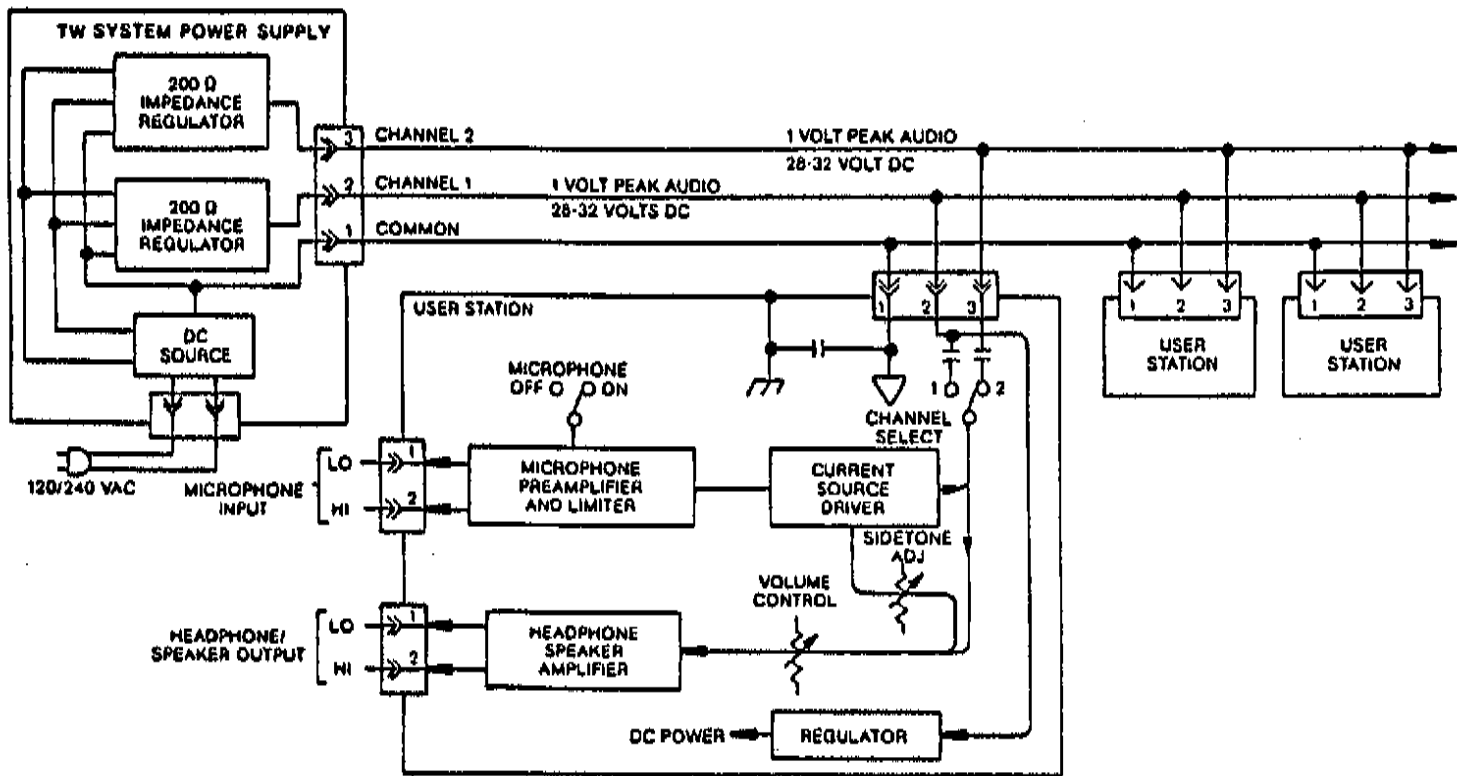 TW SYSTEM POWER SUPPLY
200 Ω
IMPEDANCE
REGULATOR
200 Ω
IMPEDANCE
REGULATOR
DC
SOURCE
120/240 VAC
3
2
1
CHANNEL 2
CHANNEL 1
COMMON
1 VOLT PEAK AUDIO
28-32 VOLT DC
1 VOLT PEAK AUDIO
28-32 VOLTS DC
USER STATION
1 2 3
1 2 3
USER
STATION
1 2 3
USER
STATION
MICROPHONE
OFF ON
1 2
CHANNEL
SELECT
MICROPHONE
INPUT
LO
HI
1
2
MICROPHONE
PREAMPLIFIER
AND LIMITER
CURRENT
SOURCE
DRIVER
SIDETONE
ADJ
VOLUME
CONTROL
HEADPHONE/
SPEAKER OUTPUT
LO
HI
1
2
HEADPHONE
SPEAKER
AMPLIFIER
DC POWER
REGULATOR